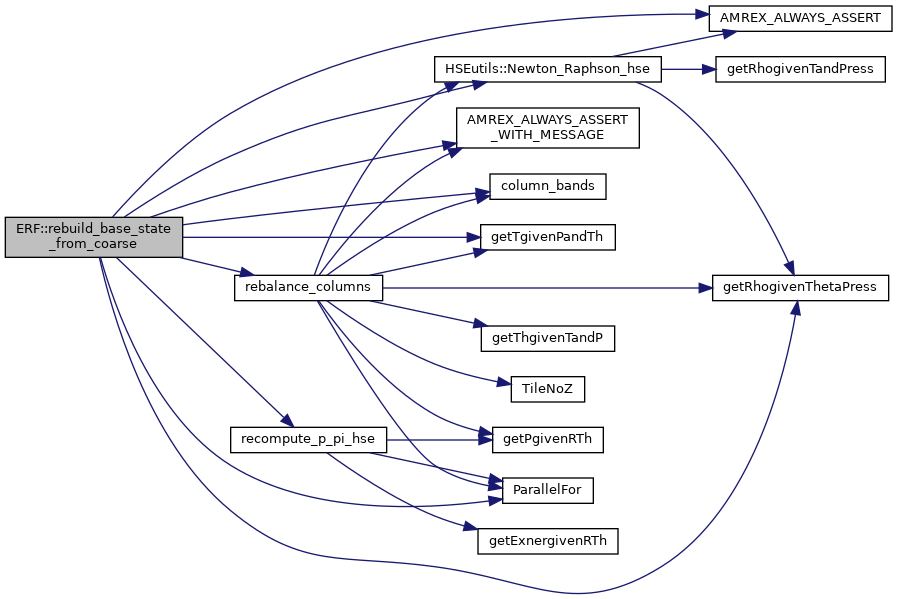 AMREX_ALWAYS_ASSERT
HSEutils::Newton_Raphson_hse
getRhogivenTandPress
AMREX_ALWAYS_ASSERT
_WITH_MESSAGE
column_bands
ERF::rebuild_base_state
_from_coarse
getTgivenPandTh
rebalance_columns
getRhogivenThetaPress
getThgivenTandP
TileNoZ
recompute_p_pi_hse
getPgivenRTh
ParallelFor
getExnergivenRTh